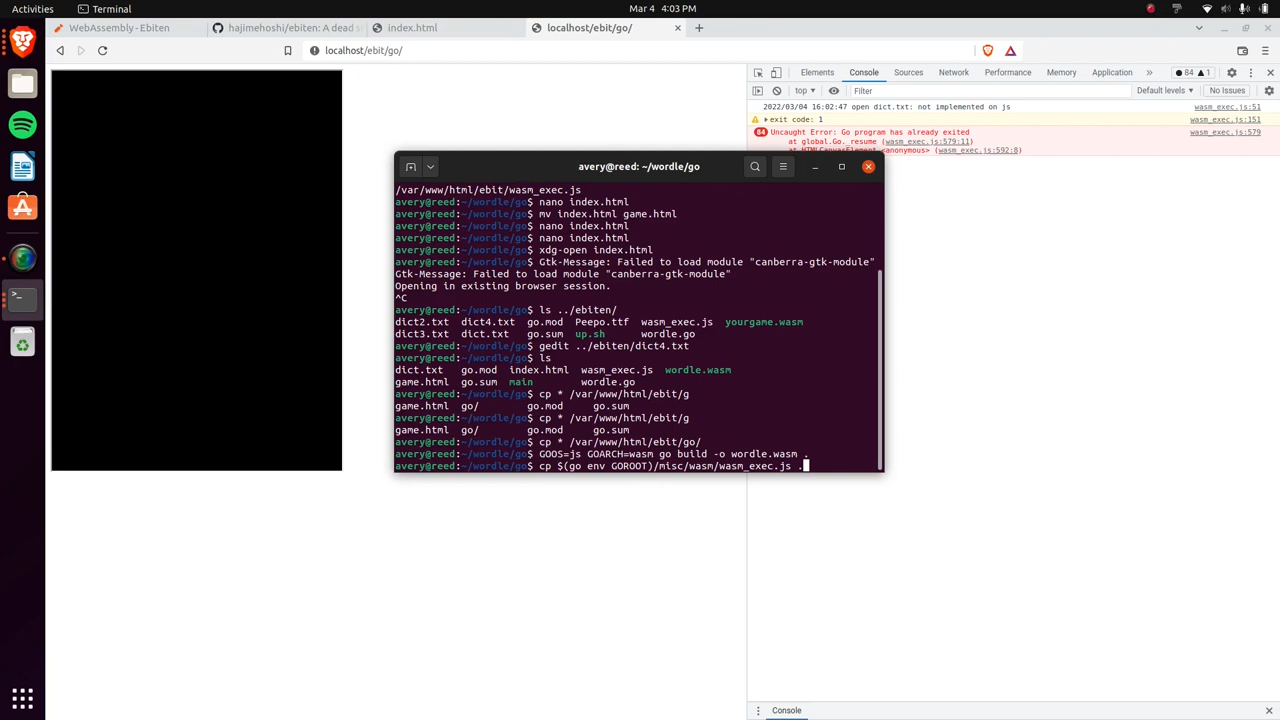 Activities
Terminal
Mar 4 4:03 PM
WebAssembly - Ebiten
hajimehoshi/ebiten: A dead s
index.html
localhost/ebit/go/
localhost/ebit/go/
Elements Console Sources Network Performance Memory Application » 84 1
top Filter Default levels No Issues
2022/03/04 16:02:47 open dict.txt: not implemented on js wasm_exec.js:51
exit code: 1 wasm_exec.js:151
84 Uncaught Error: Go program has already exited wasm_exec.js:579
at global.Go._resume (wasm_exec.js:579:11)
at HTMLCanvasElement.<anonymous> (wasm_exec.js:592:8)
avery@reed: ~/wordle/go
/var/www/html/ebit/wasm_exec.js
avery@reed:~/wordle/go$ nano index.html
avery@reed:~/wordle/go$ mv index.html game.html
avery@reed:~/wordle/go$ nano index.html
avery@reed:~/wordle/go$ nano index.html
avery@reed:~/wordle/go$ xdg-open index.html
avery@reed:~/wordle/go$ Gtk-Message: Failed to load module "canberra-gtk-module"
Gtk-Message: Failed to load module "canberra-gtk-module"
Opening in existing browser session.
^C
avery@reed:~/wordle/go$ ls ../ebiten/
dict2.txt dict4.txt go.mod Peepo.ttf wasm_exec.js yourgame.wasm
dict3.txt dict.txt go.sum up.sh wordle.go
avery@reed:~/wordle/go$ gedit ../ebiten/dict4.txt
avery@reed:~/wordle/go$ ls
dict.txt go.mod index.html wasm_exec.js wordle.wasm
game.html go.sum main wordle.go
avery@reed:~/wordle/go$ cp * /var/www/html/ebit/g
game.html go/ go.mod go.sum
avery@reed:~/wordle/go$ cp * /var/www/html/ebit/g
game.html go/ go.mod go.sum
avery@reed:~/wordle/go$ cp * /var/www/html/ebit/go/
avery@reed:~/wordle/go$ GOOS=js GOARCH=wasm go build -o wordle.wasm .
avery@reed:~/wordle/go$ cp $(go env GOROOT)/misc/wasm/wasm_exec.js .
Console